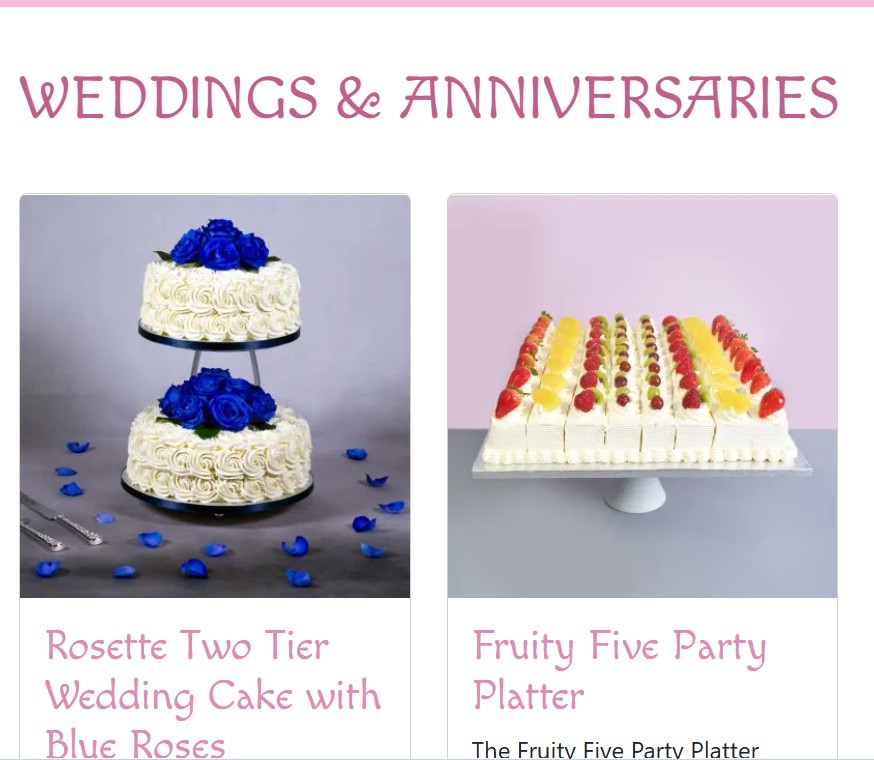 WEDDINGS & ANNIVERSARIES
Rosette Two Tier
Wedding Cake with
Blue Roses
Fruity Five Party
Platter
The Fruity Five Party Platter